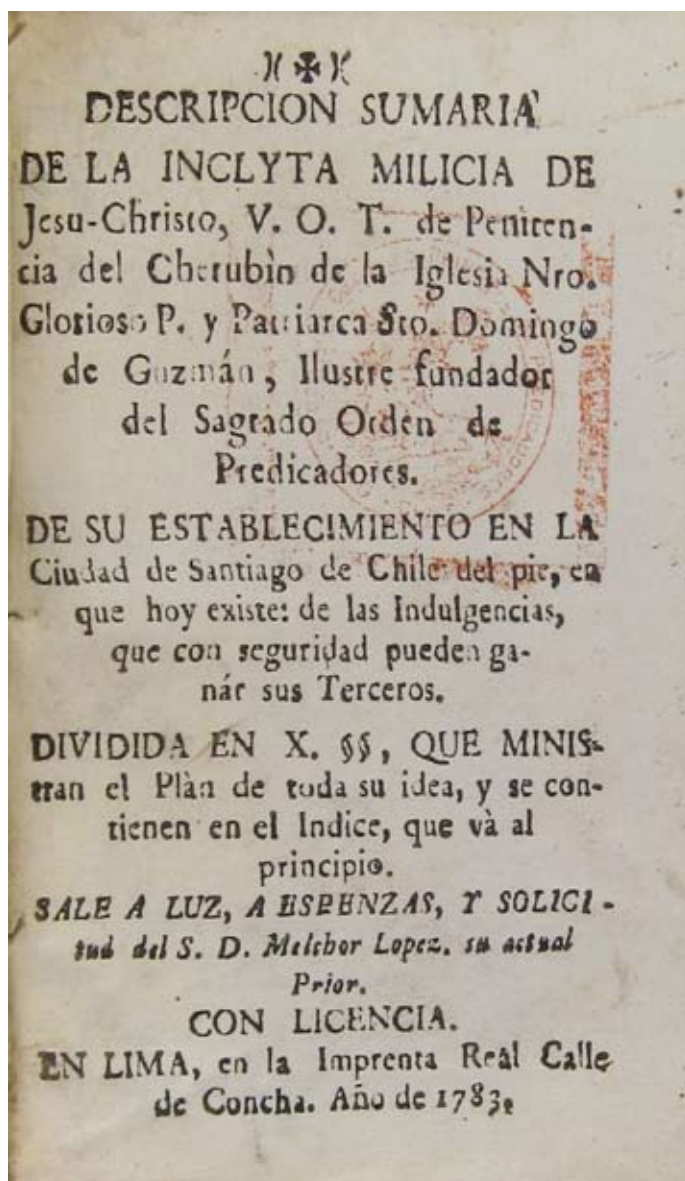 DESCRIPCION SUMARIA
DE LA INCLYTA MILICIA DE
Jesu-Christo, V. O. T. de Peniten-
cia del Cherubìn de la Iglesia Nro.
Glorioso P. y Patriarca Sto. Domingo
de Guzmán, Ilustre fundador
del Sagrado Orden de
Predicadores.
DE SU ESTABLECIMIENTO EN LA
Ciudad de Santiago de Chile del pie, en
que hoy existe: de las Indulgencias,
que con seguridad pueden ga-
nár sus Terceros.
DIVIDIDA EN X. §§, QUE MINIS-
tran el Plàn de toda su idea, y se con-
tienen en el Indice, que và al
principio.
SALE A LUZ, A ESPENZAS, Y SOLICI-
tud del S. D. Melchor Lopez. su actual
Prior.
CON LICENCIA.
EN LIMA, en la Imprenta Reàl Calle
de Concha. Año de 1783.